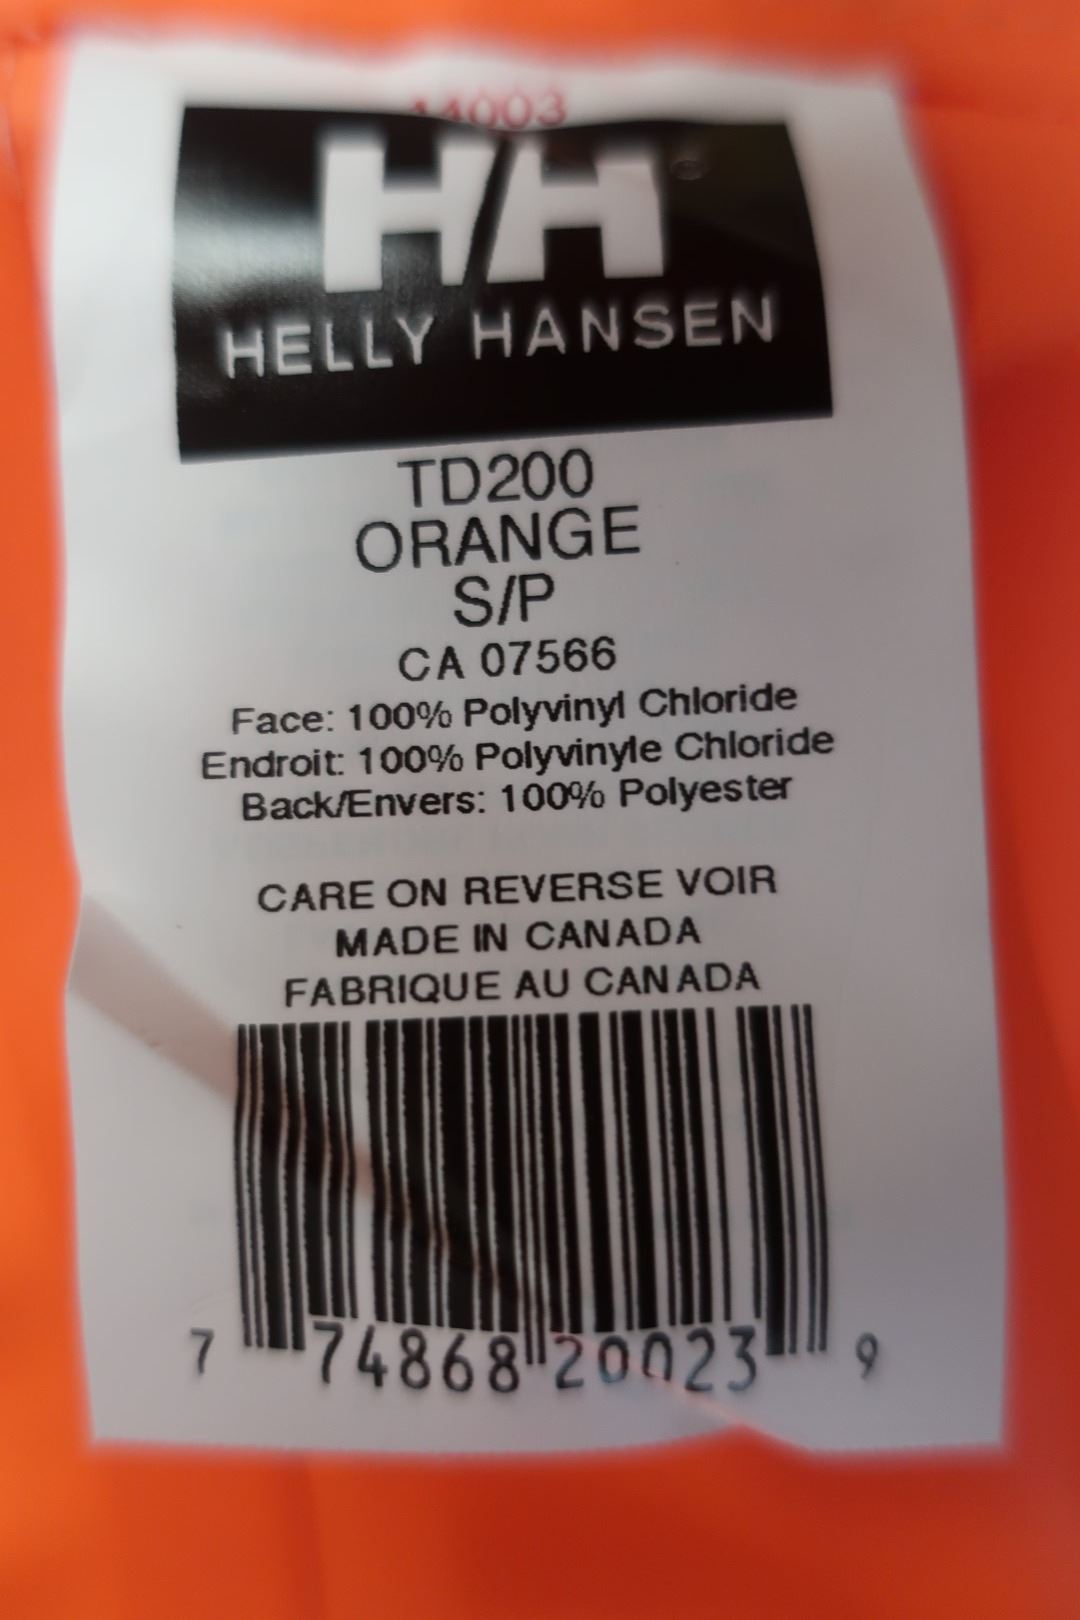 HH
HELLY HANSEN
TD200
ORANGE
S/P
CA 07566
Face: 100% Polyvinyl Chloride
Endroit: 100% Polyvinyle Chloride
Back/Envers: 100% Polyester
CARE ON REVERSE VOIR
MADE IN CANADA
FABRIQUE AU CANADA
7 74868 20023 9